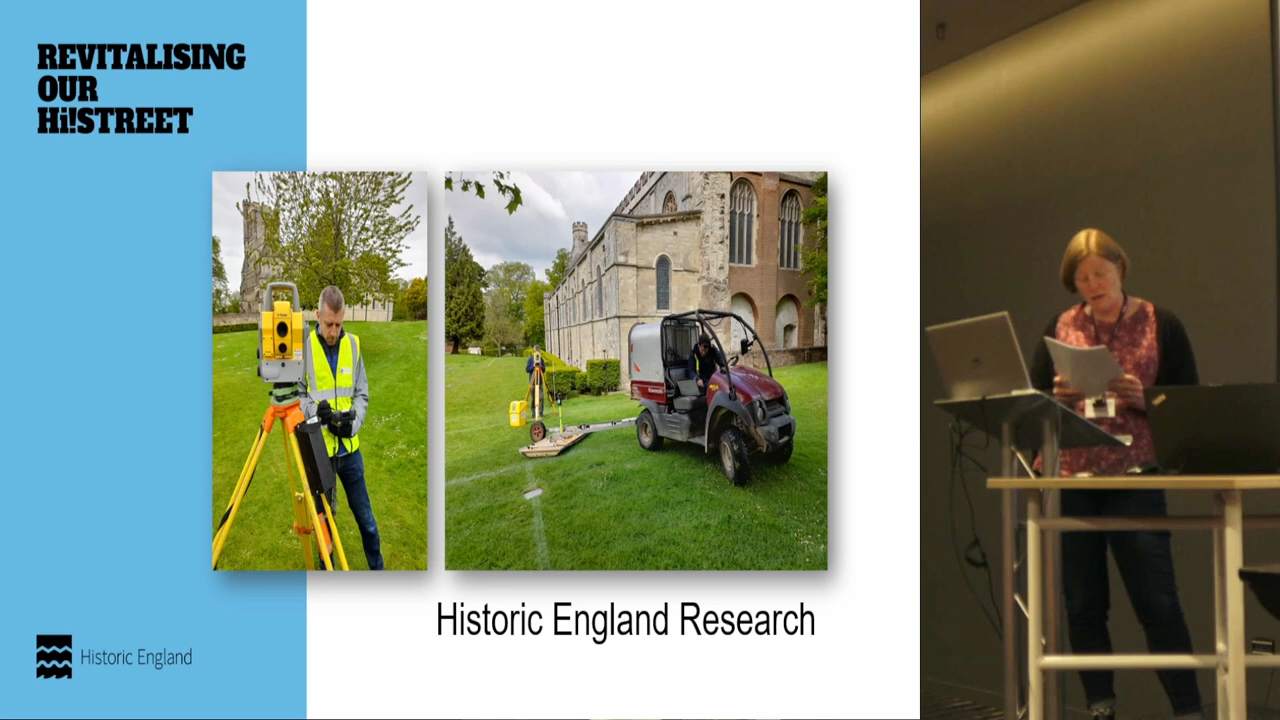 REVITALISING
OUR
Hi!STREET
Historic England Research
Historic England